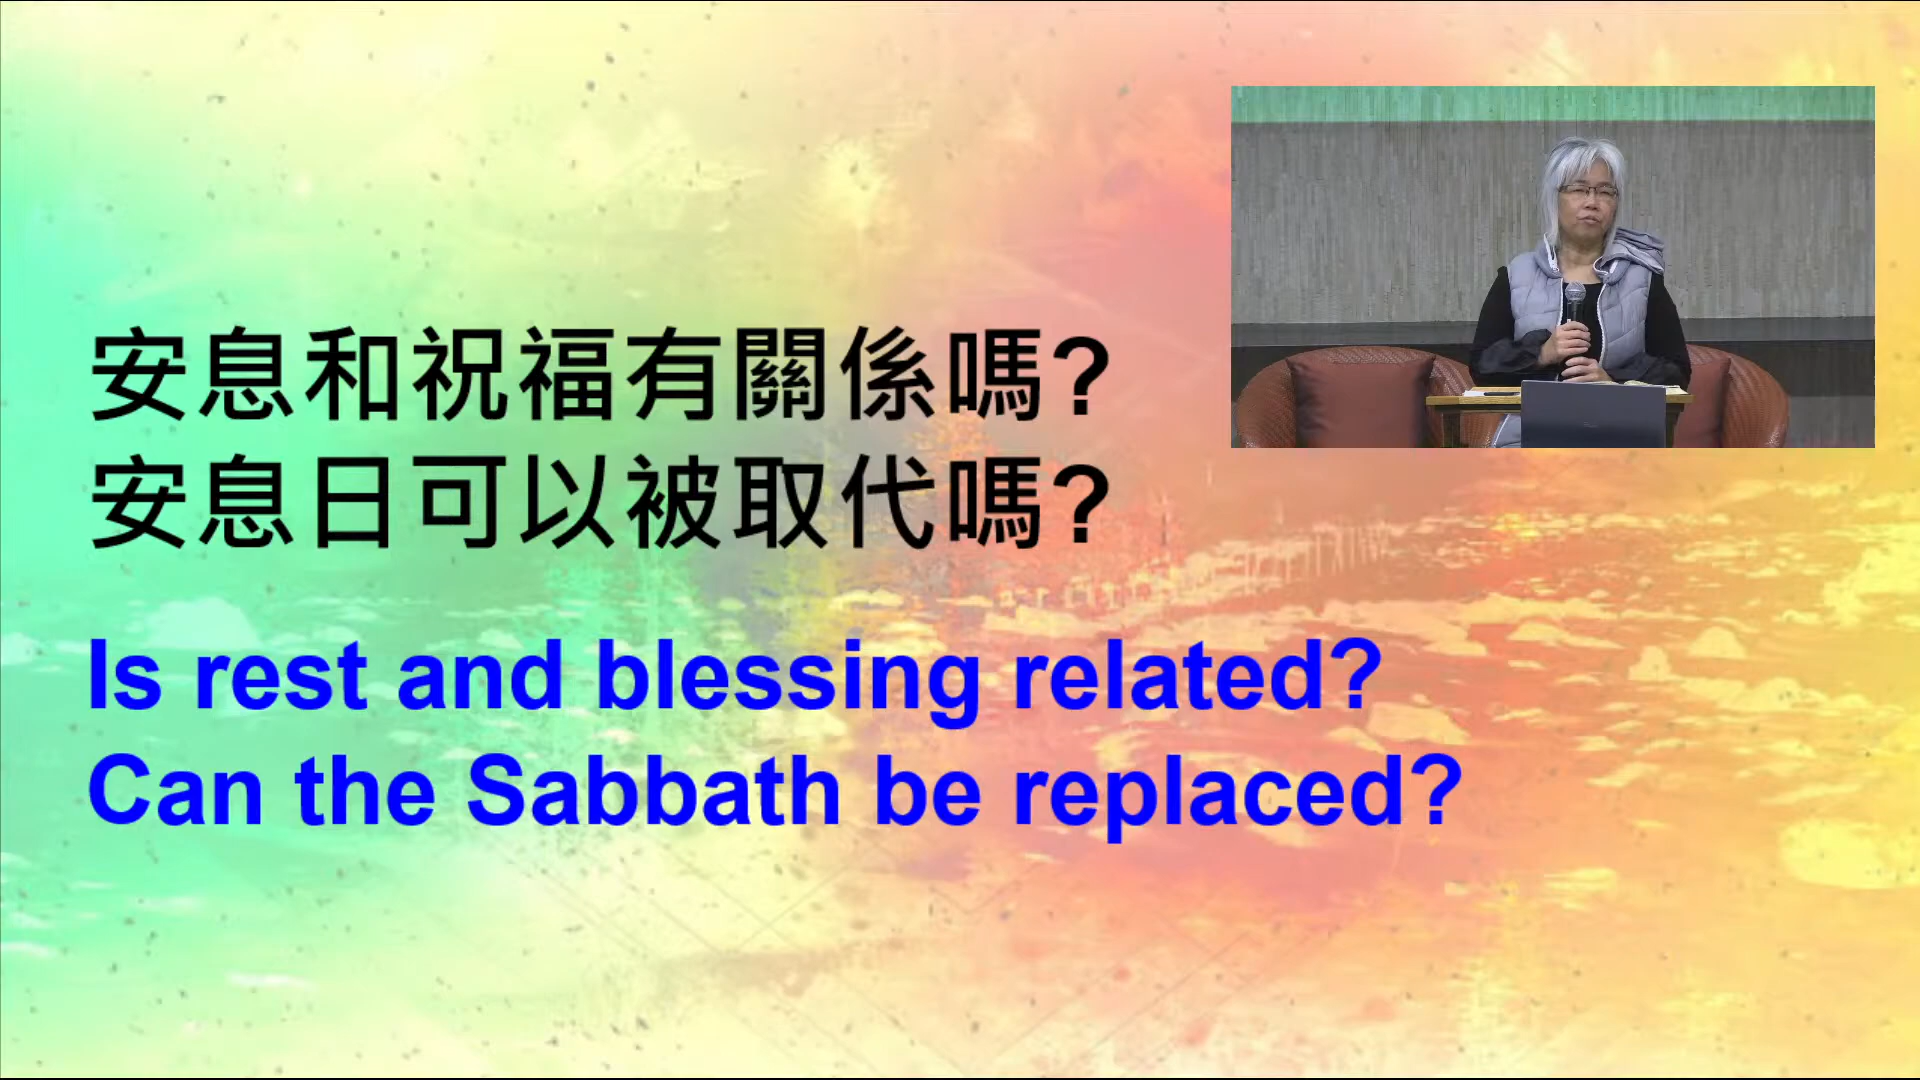 安息和祝福有關係嗎?
安息日可以被取代嗎?
Is rest and blessing related?
Can the Sabbath be replaced?